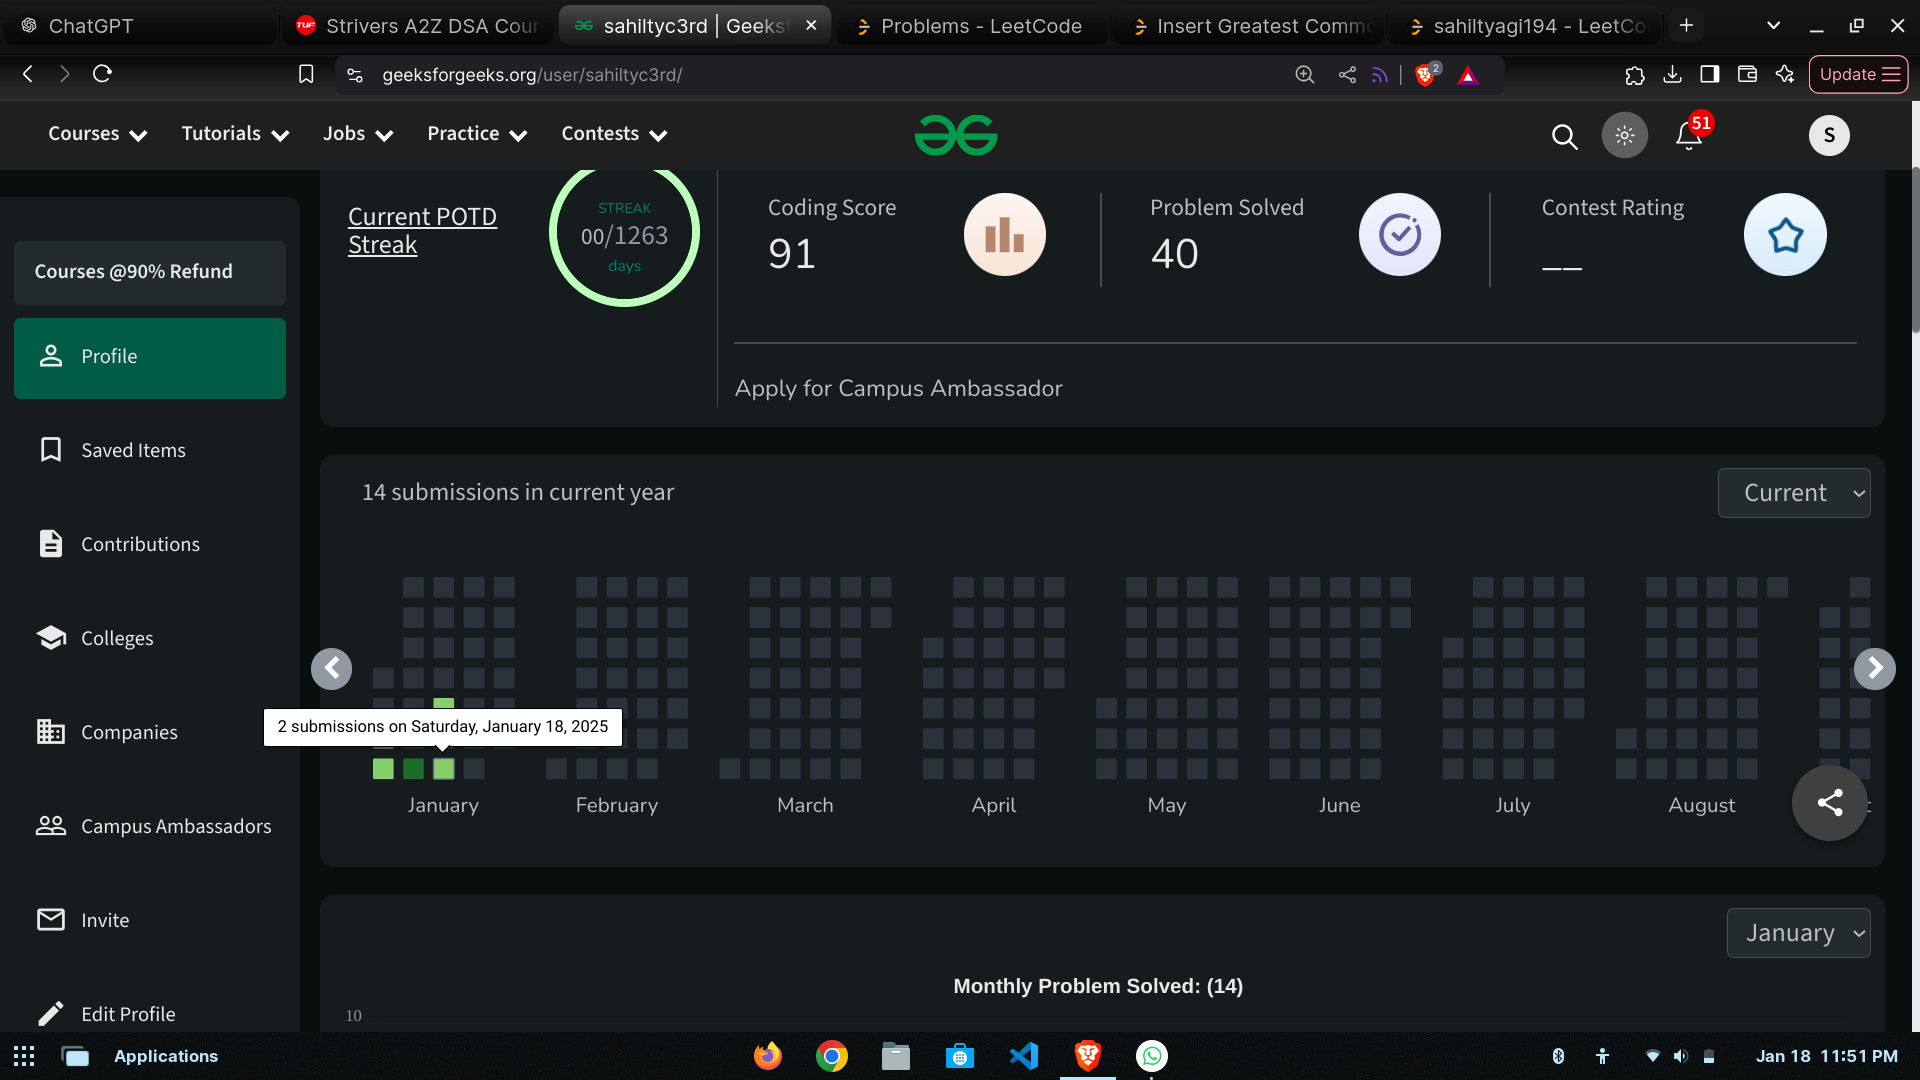 ChatGPT
Strivers A2Z DSA Cour
sahiltyc3rd | Geeksf
Problems - LeetCode
Insert Greatest Commo
sahiltyagi194 - LeetCo
geeksforgeeks.org/user/sahiltyc3rd/
2
Update
Courses
Tutorials
Jobs
Practice
Contests
51
S
Courses @90% Refund
Profile
Saved Items
Contributions
Colleges
Companies
Campus Ambassadors
Invite
Edit Profile
Current POTD
Streak
STREAK
00/1263
days
Coding Score
91
Problem Solved
40
Contest Rating
__
Apply for Campus Ambassador
14 submissions in current year
Current
2 submissions on Saturday, January 18, 2025
January
February
March
April
May
June
July
August
January
Monthly Problem Solved: (14)
10
Applications
Jan 18 11:51 PM